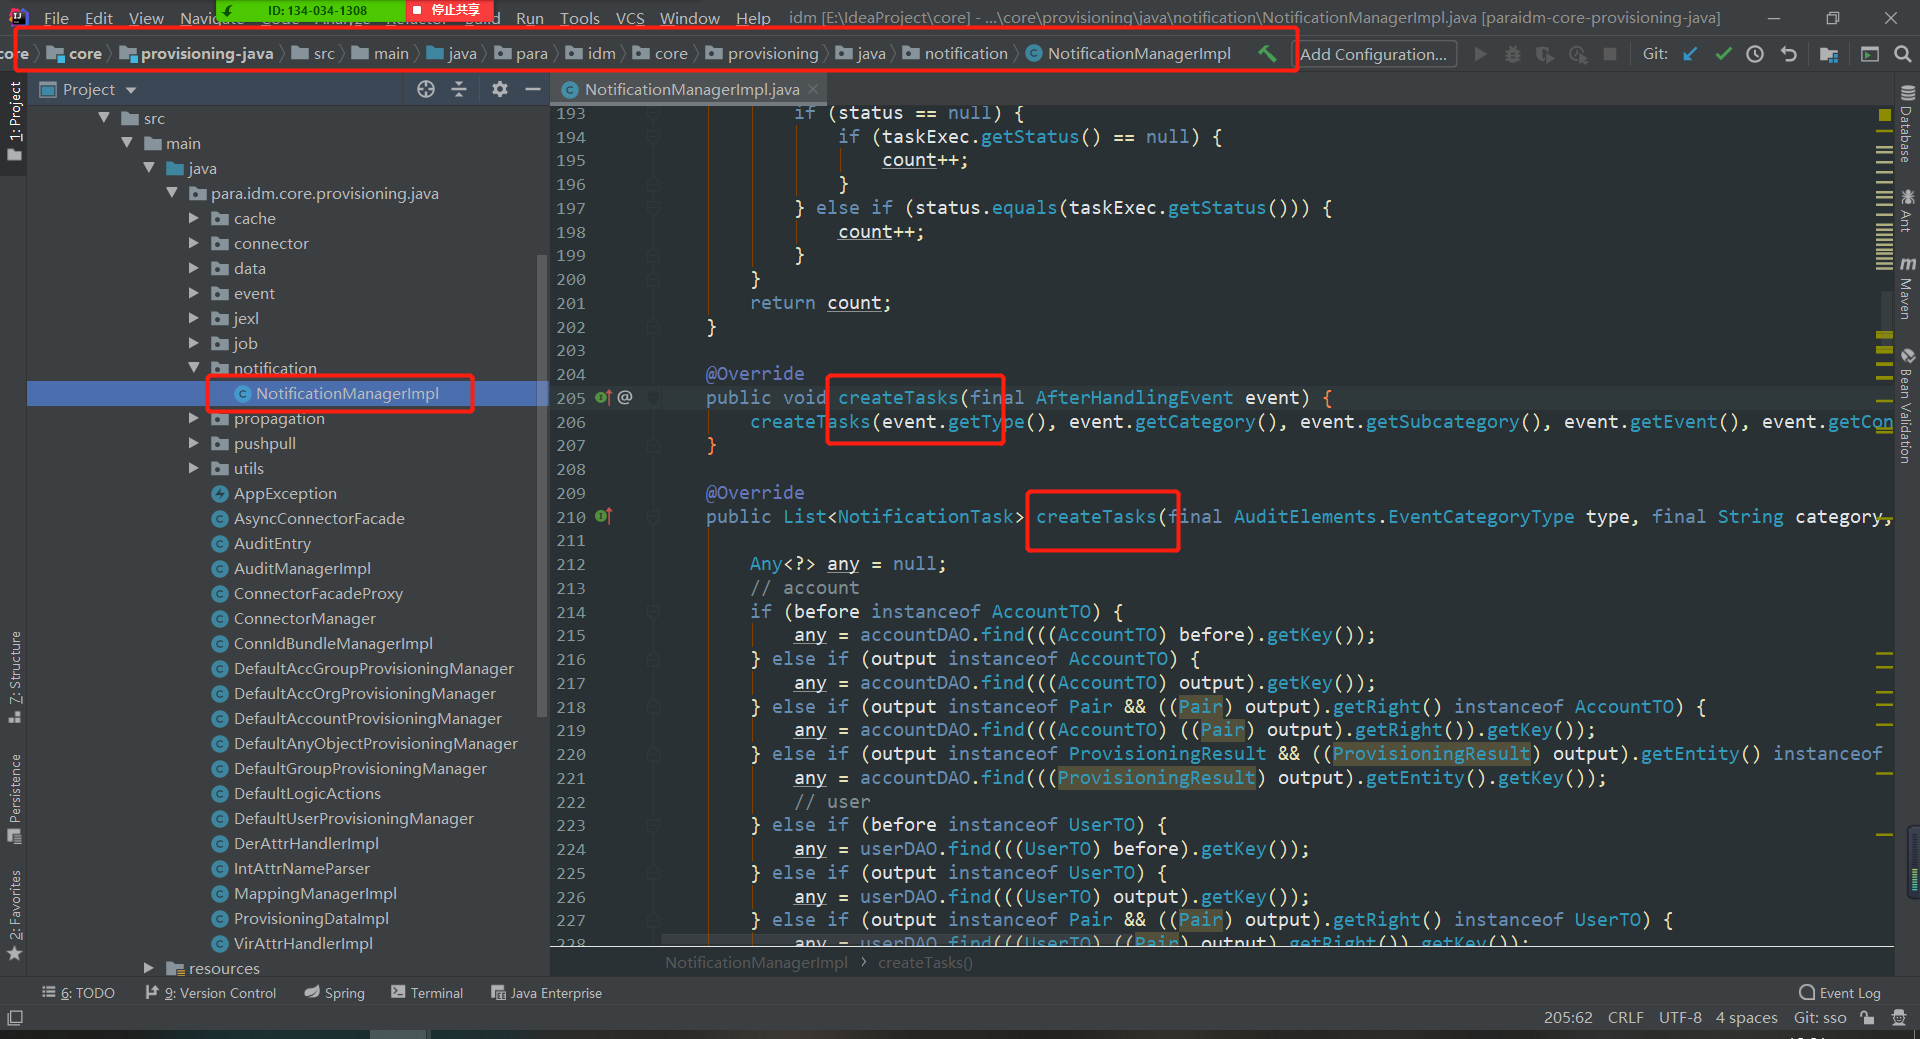 ID: 134-034-1308
停止共享
File Edit View Run Tools VCS Window Help idm [E:\IdeaProject\core] - ...\core\provisioning\java\notification\NotificationManagerImpl.java [paraidm-core-provisioning-java]
core provisioning-java src main java para idm core provisioning java notification NotificationManagerImpl Add Configuration... Git:
1: Project
Project
src
main
java
para.idm.core.provisioning.java
cache
connector
data
event
jexl
job
notification
NotificationManagerImpl
propagation
pushpull
utils
AppException
AsyncConnectorFacade
AuditEntry
AuditManagerImpl
ConnectorFacadeProxy
ConnectorManager
ConnIdBundleManagerImpl
DefaultAccGroupProvisioningManager
DefaultAccOrgProvisioningManager
DefaultAccountProvisioningManager
DefaultAnyObjectProvisioningManager
DefaultGroupProvisioningManager
DefaultLogicActions
DefaultUserProvisioningManager
DerAttrHandlerImpl
IntAttrNameParser
MappingManagerImpl
ProvisioningDataImpl
VirAttrHandlerImpl
resources
7: Structure
Persistence
2: Favorites
NotificationManagerImpl.java
193 if (status == null) {
194 if (taskExec.getStatus() == null) {
195 count++;
196 }
197 } else if (status.equals(taskExec.getStatus())) {
198 count++;
199 }
200 }
201 return count;
202 }
203
204 @Override
205 @ public void createTasks(final AfterHandlingEvent event) {
206 createTasks(event.getType(), event.getCategory(), event.getSubcategory(), event.getEvent(), event.getCon
207 }
208
209 @Override
210 public List<NotificationTask> createTasks(final AuditElements.EventCategoryType type, final String category,
211
212 Any<?> any = null;
213 // account
214 if (before instanceof AccountTO) {
215 any = accountDAO.find(((AccountTO) before).getKey());
216 } else if (output instanceof AccountTO) {
217 any = accountDAO.find(((AccountTO) output).getKey());
218 } else if (output instanceof Pair && ((Pair) output).getRight() instanceof AccountTO) {
219 any = accountDAO.find(((AccountTO) ((Pair) output).getRight()).getKey());
220 } else if (output instanceof ProvisioningResult && ((ProvisioningResult) output).getEntity() instanceof
221 any = accountDAO.find(((ProvisioningResult) output).getEntity().getKey());
222 // user
223 } else if (before instanceof UserTO) {
224 any = userDAO.find(((UserTO) before).getKey());
225 } else if (output instanceof UserTO) {
226 any = userDAO.find(((UserTO) output).getKey());
227 } else if (output instanceof Pair && ((Pair) output).getRight() instanceof UserTO) {
228 any = userDAO.find(((UserTO) ((Pair) output).getRight()).getKey());
NotificationManagerImpl › createTasks()
Database
Ant
Maven
Bean Validation
6: TODO 9: Version Control Spring Terminal Java Enterprise Event Log
205:62 CRLF UTF-8 4 spaces Git: sso